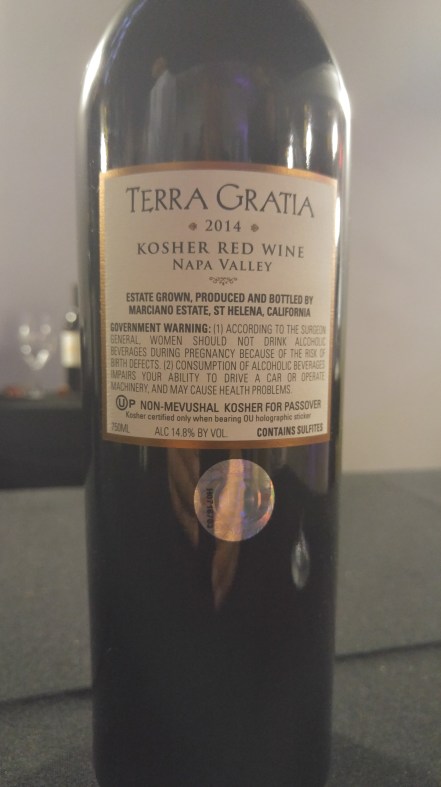 TERRA GRATIA
2014
KOSHER RED WINE
NAPA VALLEY
ESTATE GROWN, PRODUCED AND BOTTLED BY
MARCIANO ESTATE, ST HELENA, CALIFORNIA
GOVERNMENT WARNING: (1) ACCORDING TO THE SURGEON
GENERAL, WOMEN SHOULD NOT DRINK ALCOHOLIC
BEVERAGES DURING PREGNANCY BECAUSE OF THE RISK OF
BIRTH DEFECTS. (2) CONSUMPTION OF ALCOHOLIC BEVERAGES
IMPAIRS YOUR ABILITY TO DRIVE A CAR OR OPERATE
MACHINERY, AND MAY CAUSE HEALTH PROBLEMS.
ⓊP NON-MEVUSHAL KOSHER FOR PASSOVER
Kosher certified only when bearing OU holographic sticker
750ML ALC 14.8% BY VOL. CONTAINS SULFITES